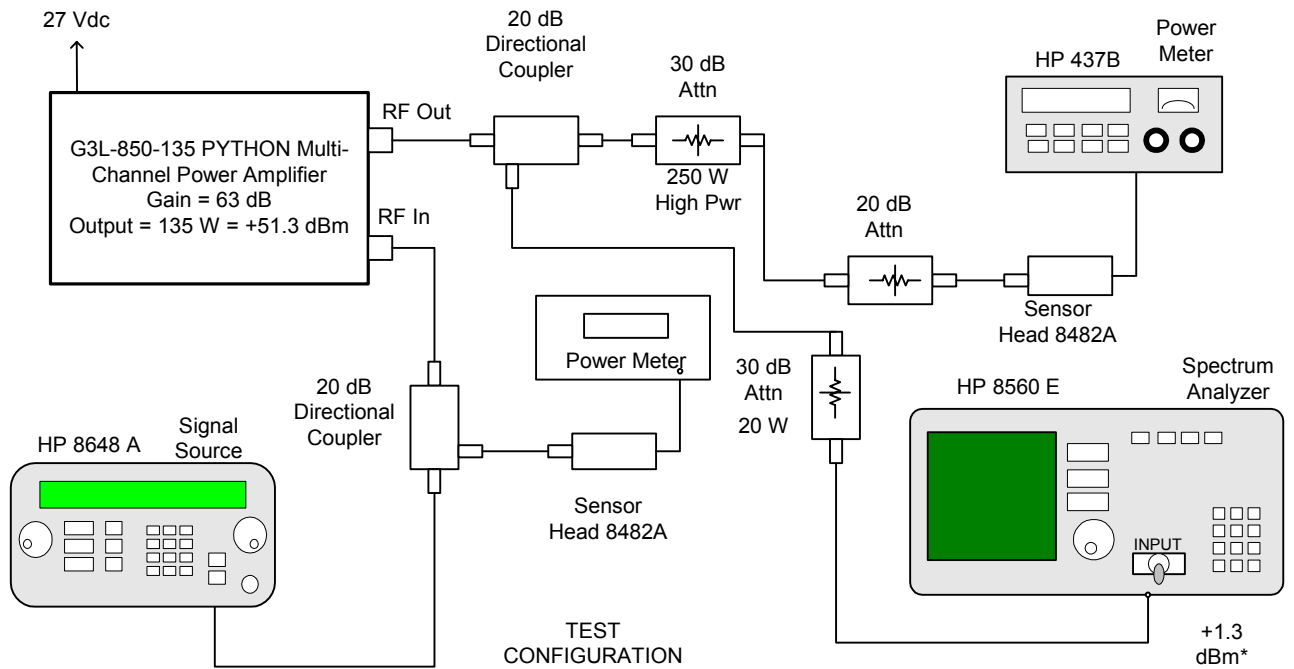 27 Vdc
G3L-850-135 PYTHON Multi-
Channel Power Amplifier
Gain = 63 dB
Output = 135 W = +51.3 dBm
RF Out
RF In
20 dB
Directional
Coupler
30 dB
Attn
250 W
High Pwr
20 dB
Attn
HP 437B
Power
Meter
Sensor
Head 8482A
Power Meter
20 dB
Directional
Coupler
Sensor
Head 8482A
30 dB
Attn
20 W
HP 8560 E
Spectrum
Analyzer
INPUT
+1.3
dBm*
HP 8648 A
Signal
Source
TEST
CONFIGURATION